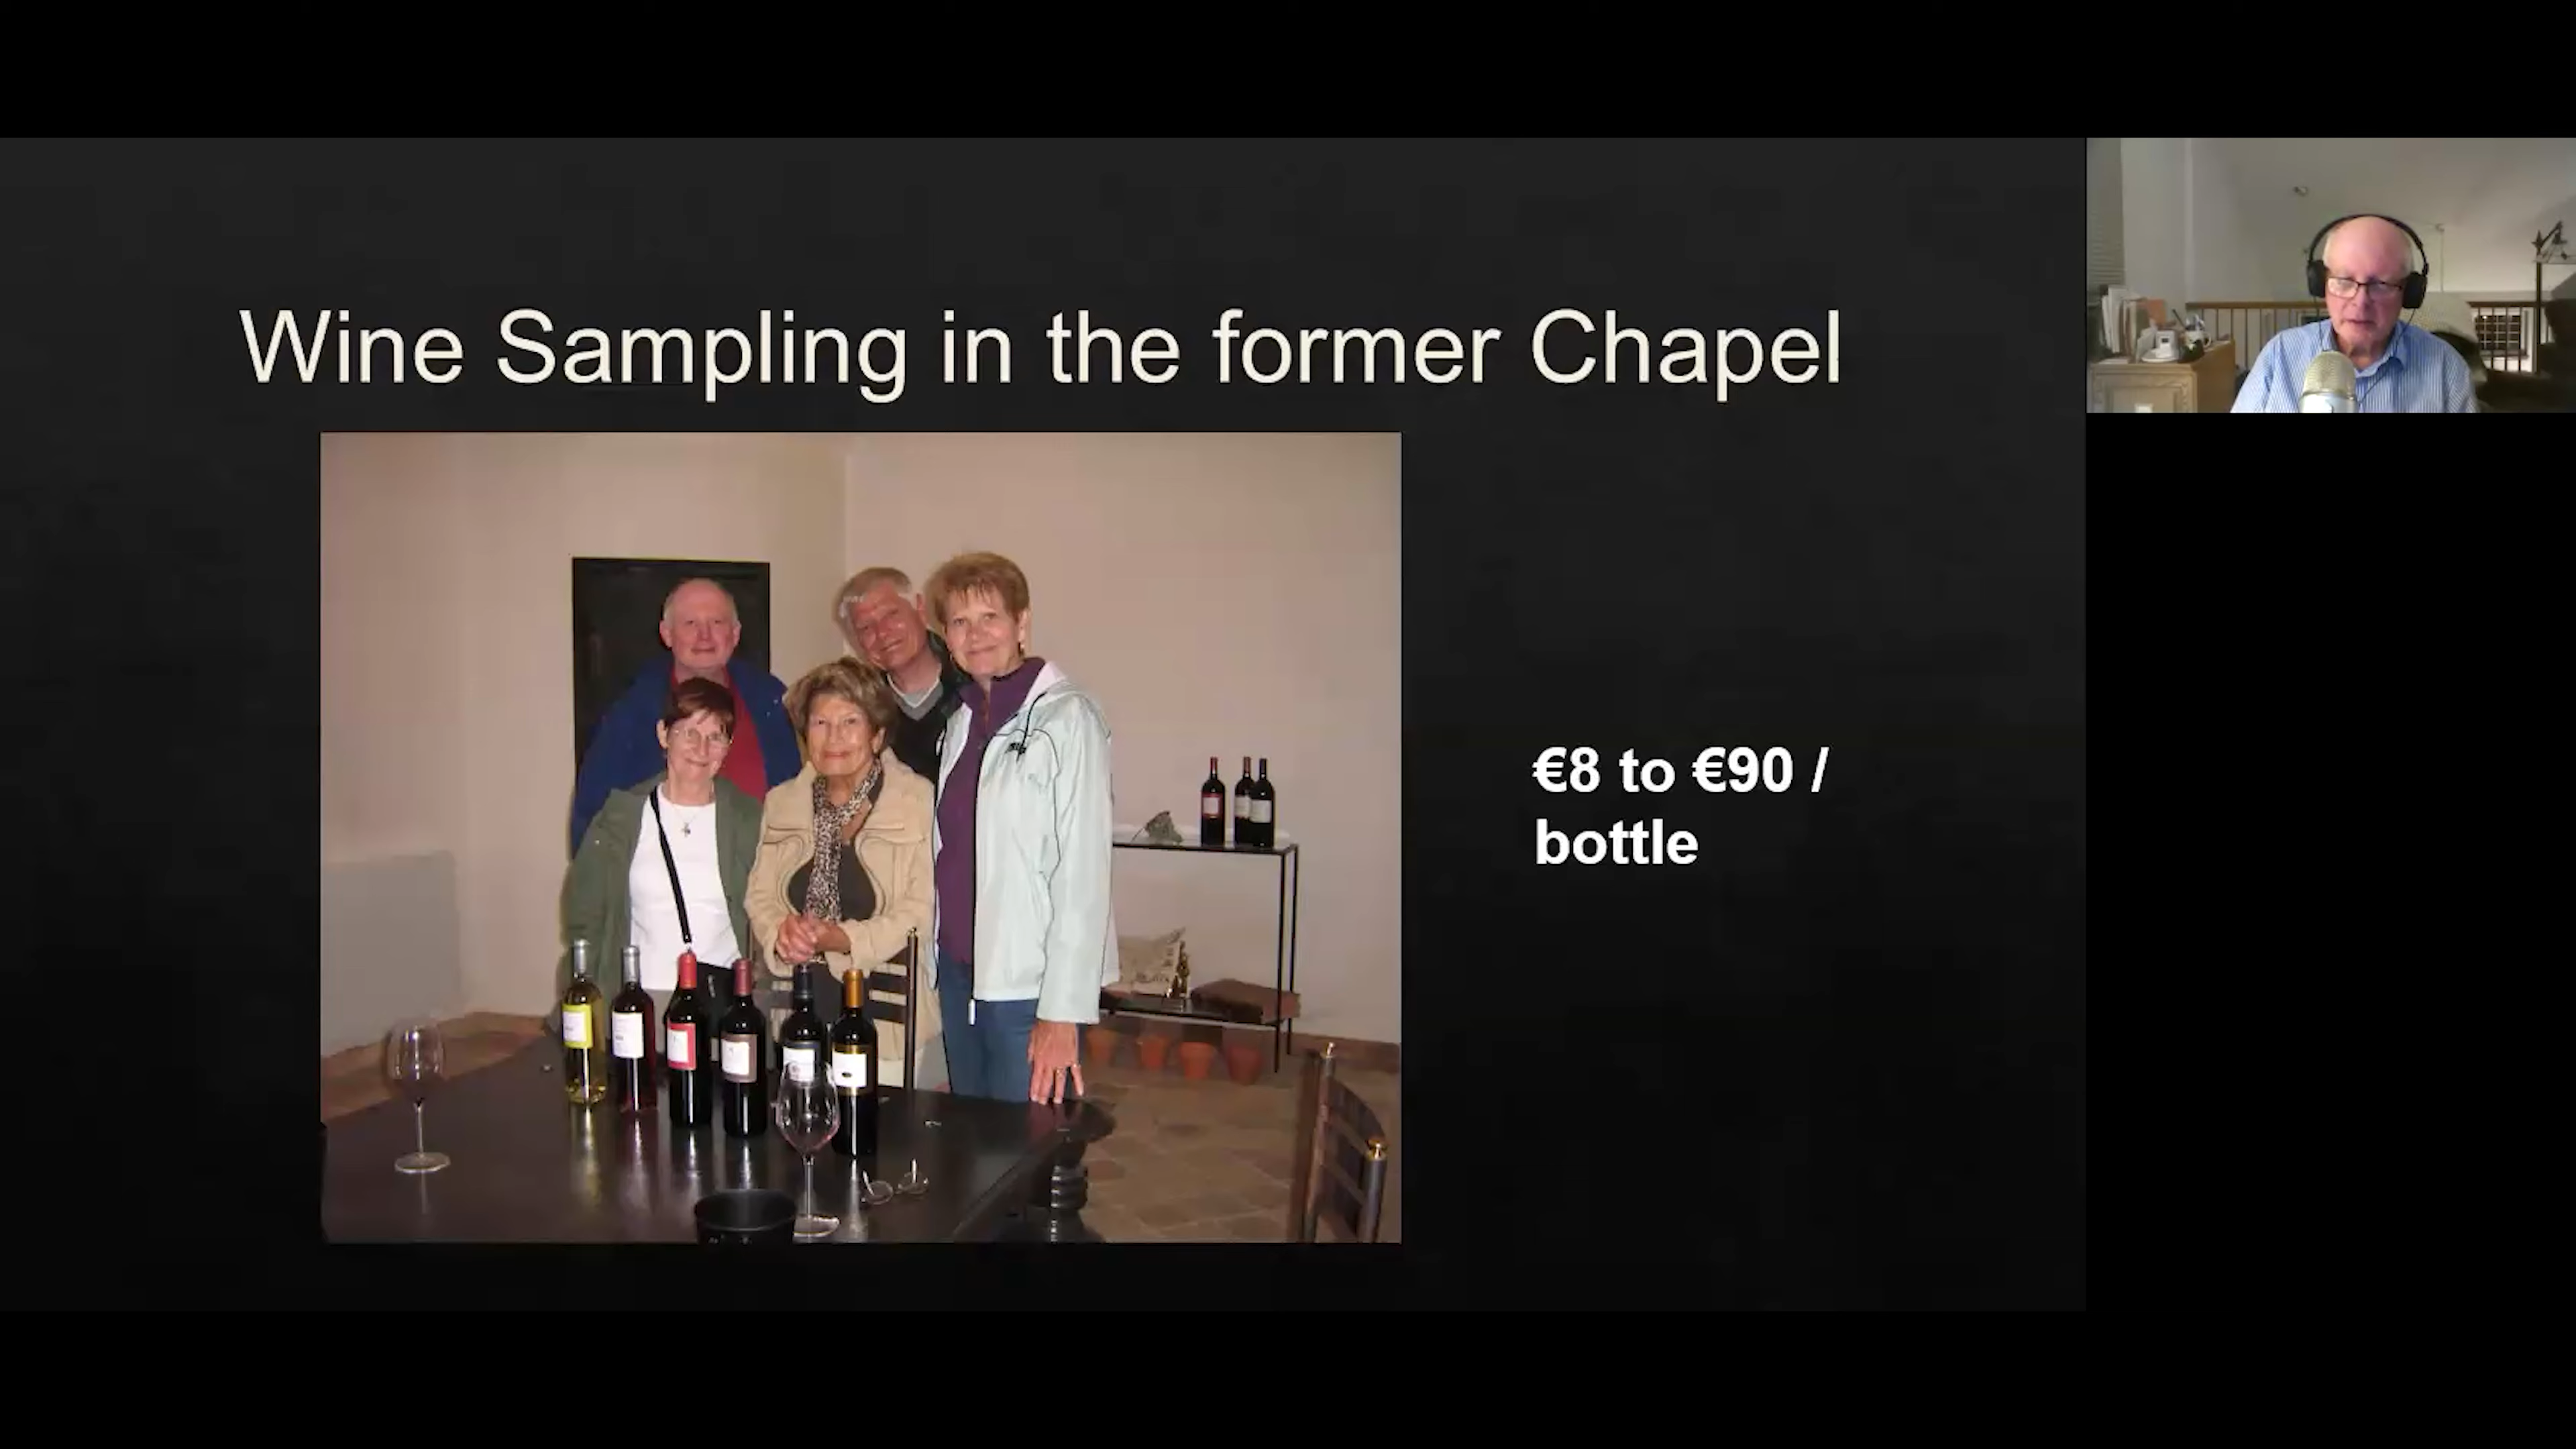 Wine Sampling in the former Chapel
€8 to €90 /
bottle